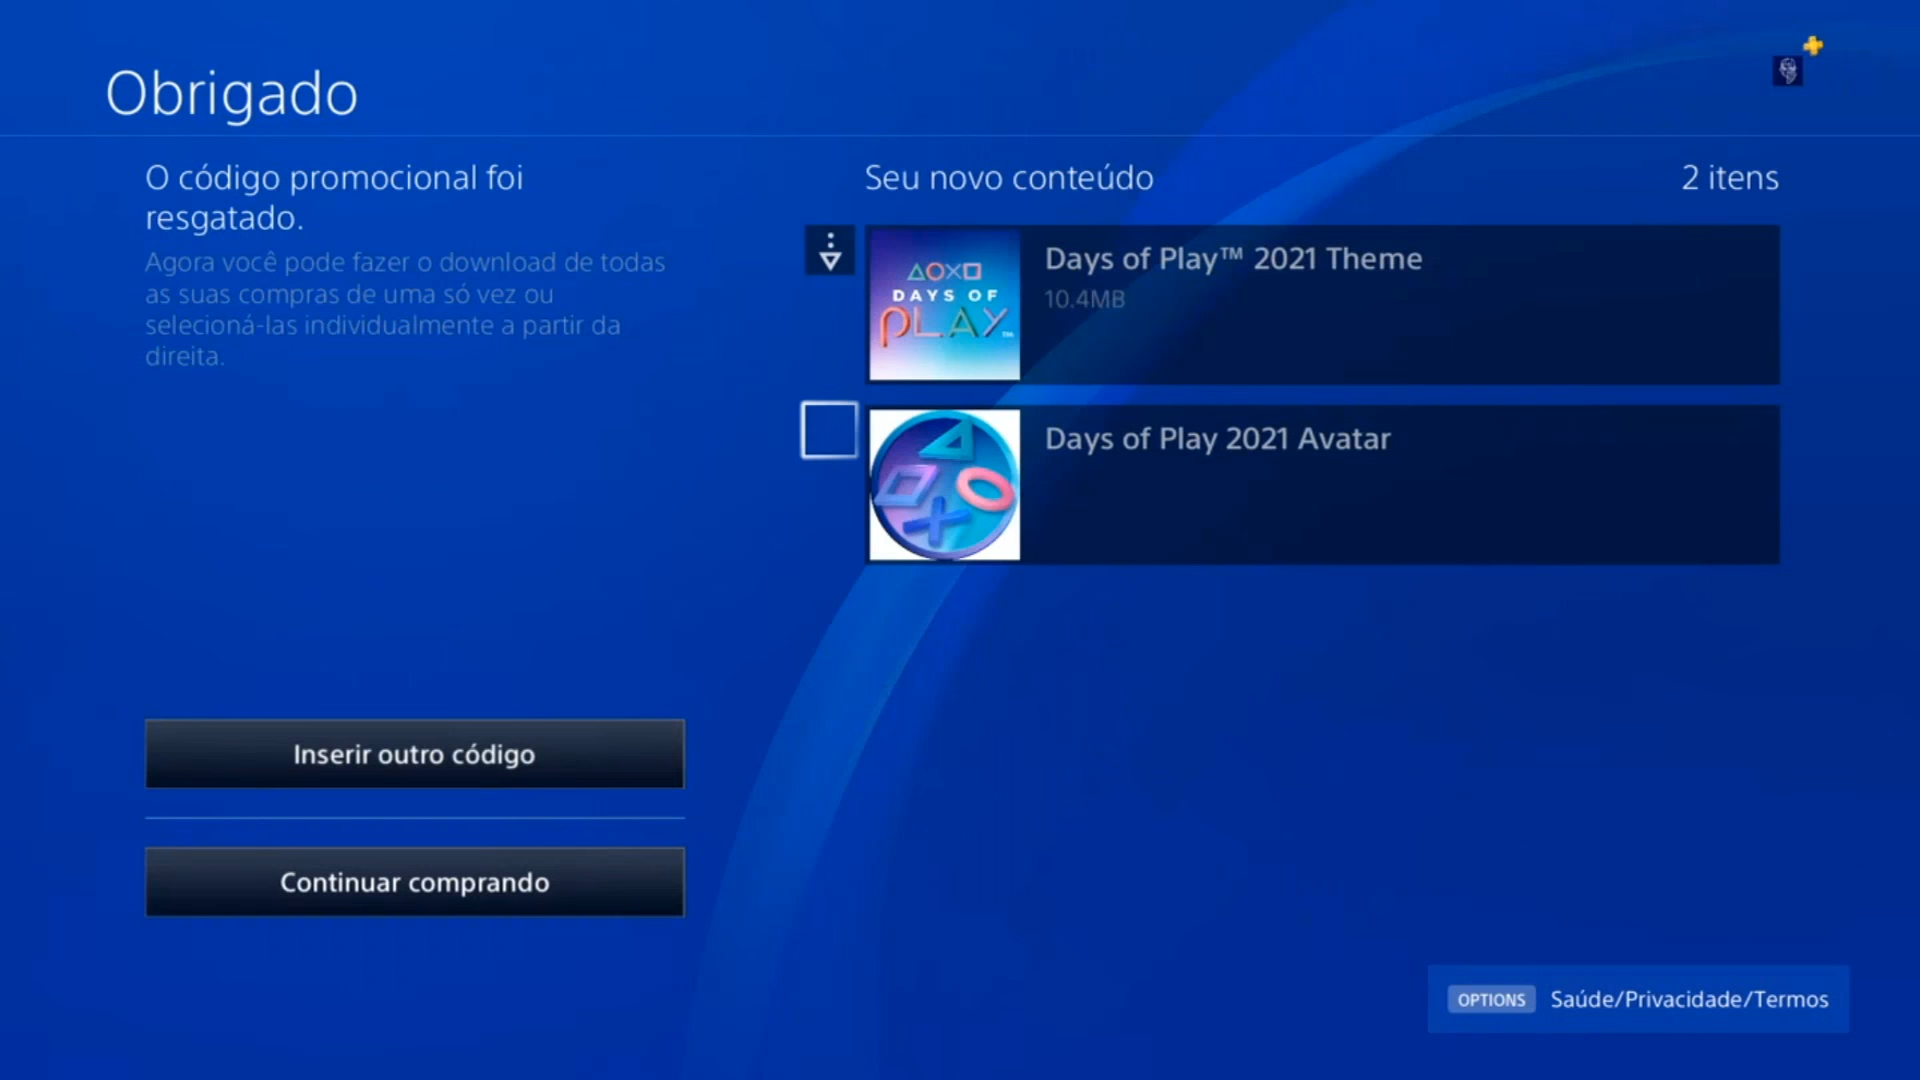 Obrigado
O código promocional foi
resgatado.
Agora você pode fazer o download de todas
as suas compras de uma só vez ou
selecioná-las individualmente a partir da
direita.
Inserir outro código
Continuar comprando
Seu novo conteúdo
2 itens
DAYS OF
PLAY™
Days of Play™ 2021 Theme
10.4MB
Days of Play 2021 Avatar
OPTIONS Saúde/Privacidade/Termos